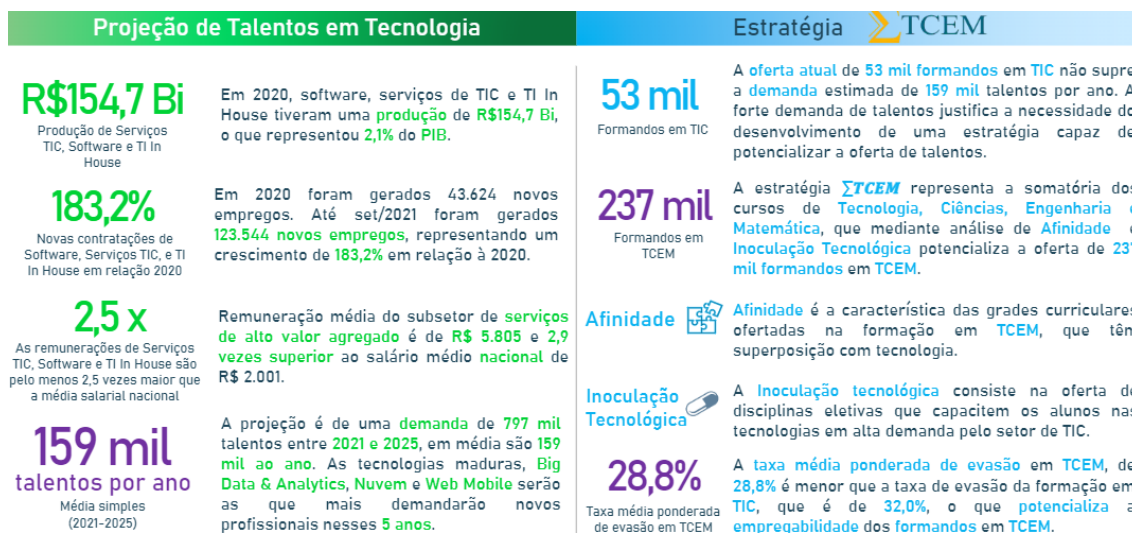 Projeção de Talentos em Tecnologia
R$154,7 Bi
Produção de Serviços
TIC, Software e TI In
House
Em 2020, software, serviços de TIC e TI In
House tiveram uma produção de R$154,7 Bi,
o que representou 2,1% do PIB.
183,2%
Novas contratações de
Software, Serviços TIC, e TI
In House em relação 2020
Em 2020 foram gerados 43.624 novos
empregos. Até set/2021 foram gerados
123.544 novos empregos, representando um
crescimento de 183,2% em relação à 2020.
2,5 x
As remunerações de Serviços
TIC, Software e TI In House são
pelo menos 2,5 vezes maior que
a média salarial nacional
Remuneração média do subsetor de serviços
de alto valor agregado é de R$ 5.805 e 2,9
vezes superior ao salário médio nacional de
R$ 2.001.
159 mil
talentos por ano
Média simples
(2021-2025)
A projeção é de uma demanda de 797 mil
talentos entre 2021 e 2025, em média são 159
mil ao ano. As tecnologias maduras, Big
Data & Analytics, Nuvem e Web Mobile serão
as que mais demandarão novos
profissionais nesses 5 anos.
Estratégia ∑TCEM
53 mil
Formandos em TIC
A oferta atual de 53 mil formandos em TIC não supre
a demanda estimada de 159 mil talentos por ano. A
forte demanda de talentos justifica a necessidade do
desenvolvimento de uma estratégia capaz de
potencializar a oferta de talentos.
237 mil
Formandos em
TCEM
A estratégia ∑TCEM representa a somatória dos
cursos de Tecnologia, Ciências, Engenharia e
Matemática, que mediante análise de Afinidade e
Inoculação Tecnológica potencializa a oferta de 237
mil formandos em TCEM.
Afinidade
Afinidade é a característica das grades curriculares
ofertadas na formação em TCEM, que têm
superposição com tecnologia.
Inoculação
Tecnológica
A Inoculação tecnológica consiste na oferta de
disciplinas eletivas que capacitem os alunos nas
tecnologias em alta demanda pelo setor de TIC.
28,8%
Taxa média ponderada
de evasão em TCEM
A taxa média ponderada de evasão em TCEM, de
28,8% é menor que a taxa de evasão da formação em
TIC, que é de 32,0%, o que potencializa a
empregabilidade dos formandos em TCEM.